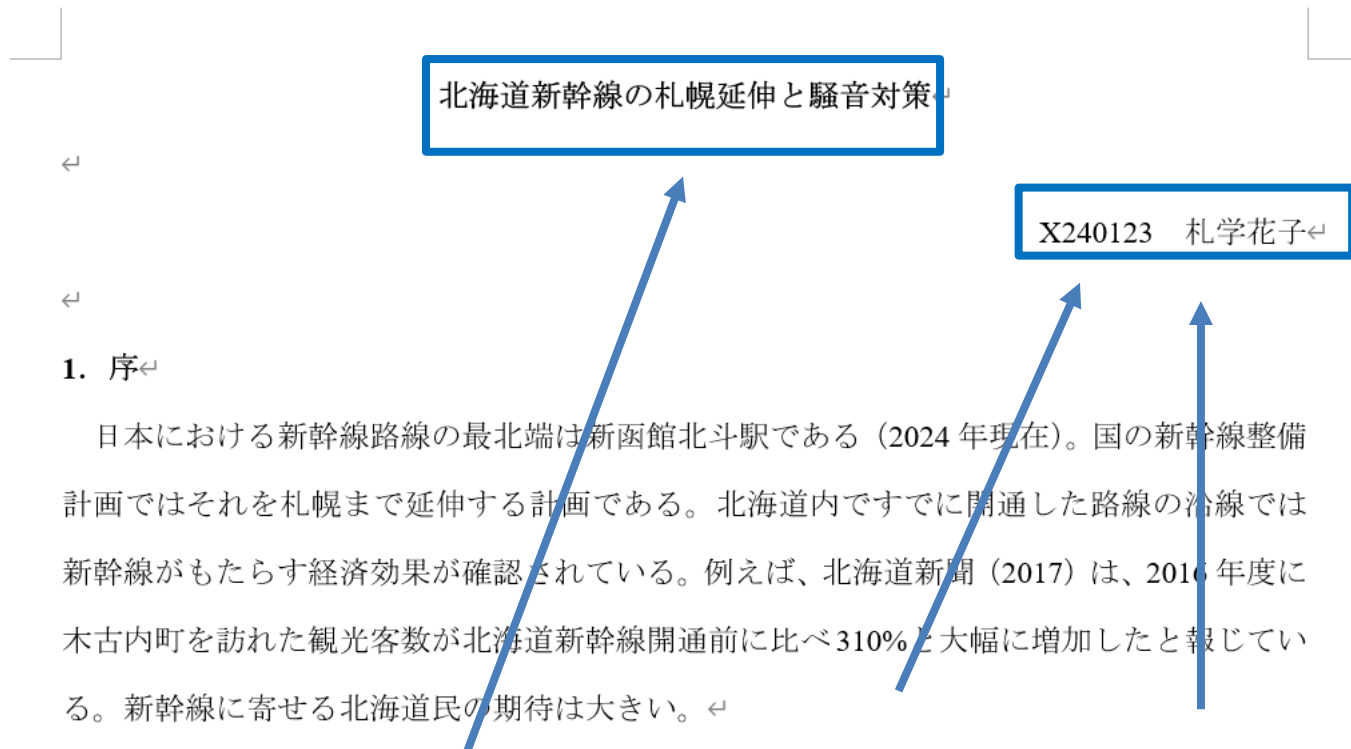 北海道新幹線の札幌延伸と騒音対策
X240123　札学花子
1. 序
日本における新幹線路線の最北端は新函館北斗駅である（2024 年現在）。国の新幹線整備
計画ではそれを札幌まで延伸する計画である。北海道内ですでに開通した路線の沿線では
新幹線がもたらす経済効果が確認されている。例えば、北海道新聞（2017）は、2016 年度に
木古内町を訪れた観光客数が北海道新幹線開通前に比べ 310%と大幅に増加したと報じてい
る。新幹線に寄せる北海道民の期待は大きい。